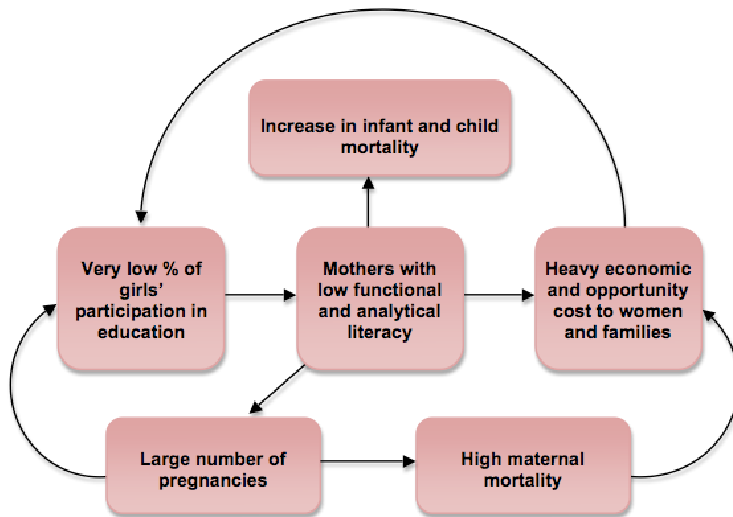 Increase in infant and child
mortality
Very low % of
girls’
participation in
education
Mothers with
low functional
and analytical
literacy
Heavy economic
and opportunity
cost to women
and families
Large number of
pregnancies
High maternal
mortality